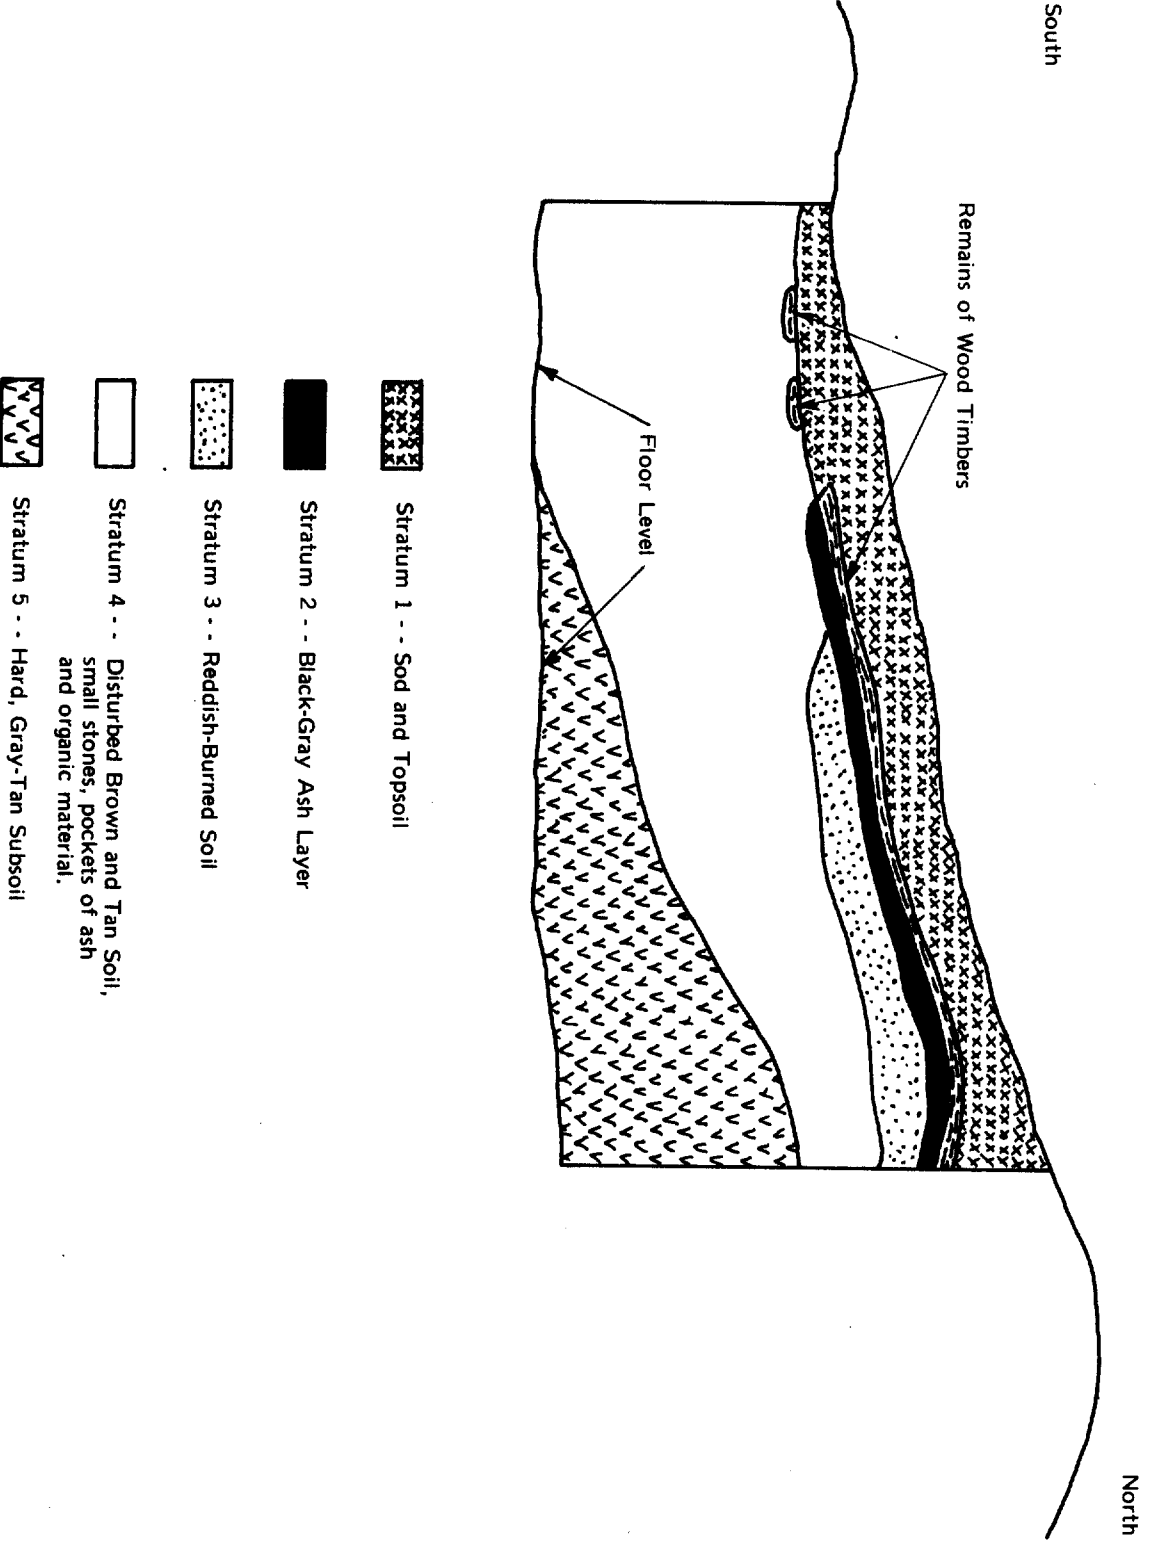 South
North
Remains of Wood Timbers
Floor Level
Stratum 1 - - Sod and Topsoil
Stratum 2 - - Black-Gray Ash Layer
Stratum 3 - - Reddish-Burned Soil
Stratum 4 - - Disturbed Brown and Tan Soil,
small stones, pockets of ash
and organic material.
Stratum 5 - - Hard, Gray-Tan Subsoil